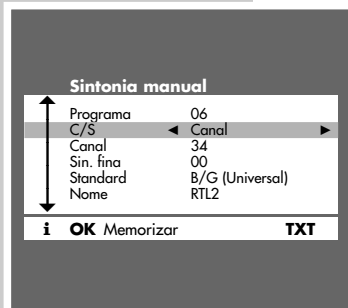 Sintonia manual
Programa 06
C/S ◄ Canal ►
Canal 34
Sin. fina 00
Standard B/G (Universal)
Nome RTL2
i OK Memorizar TXT